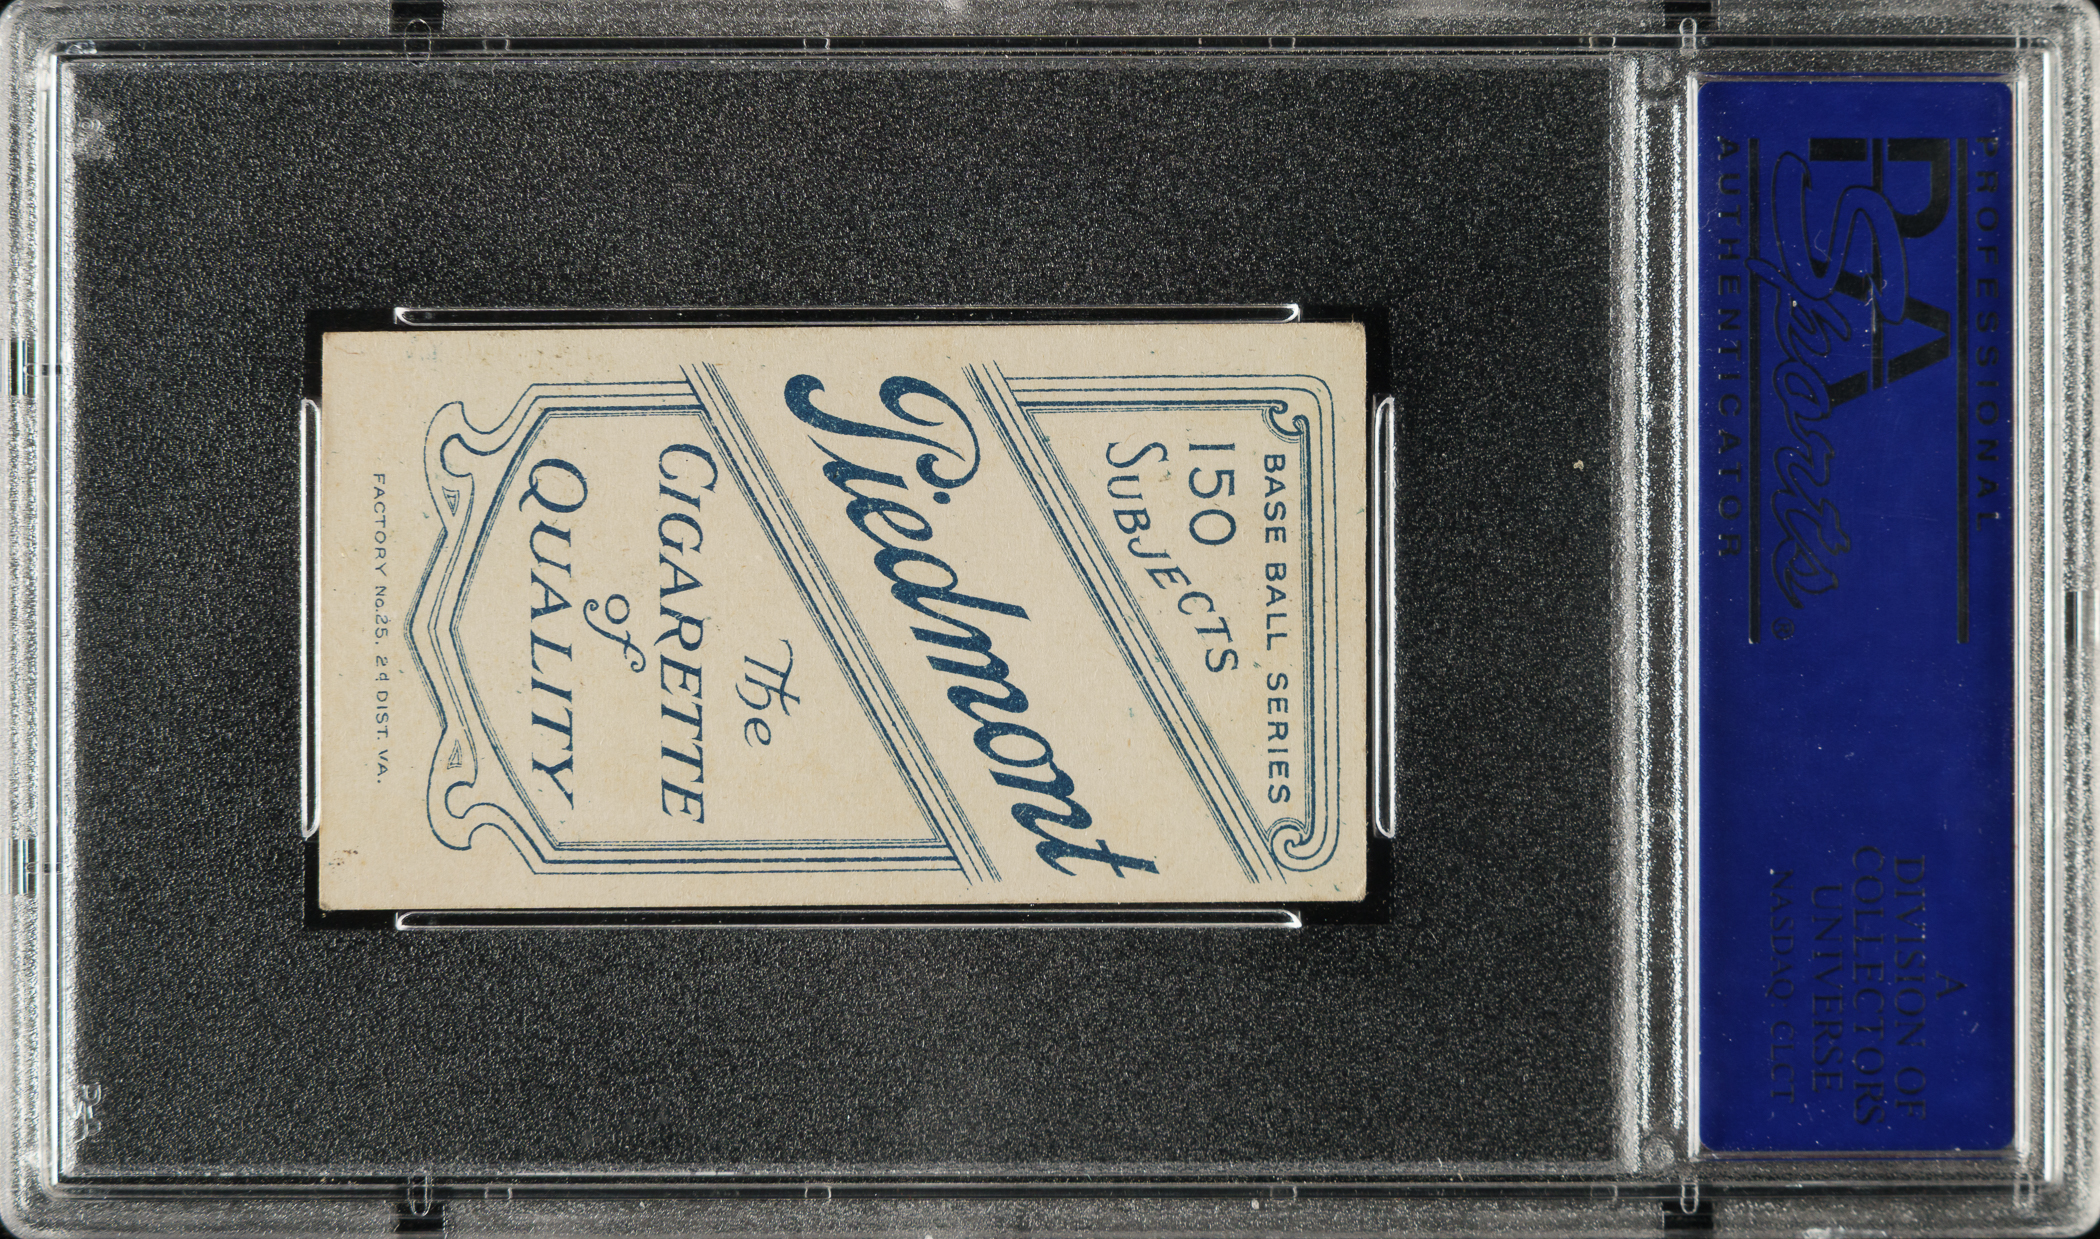 BASE BALL SERIES
150
SUBJECTS
Piedmont
The
CIGARETTE
of
QUALITY
FACTORY No. 25, 2d DIST. VA.
PROFESSIONAL
PSA
Sports®
AUTHENTICATOR
A
DIVISION OF
COLLECTORS
UNIVERSE
NASDAQ CLCT